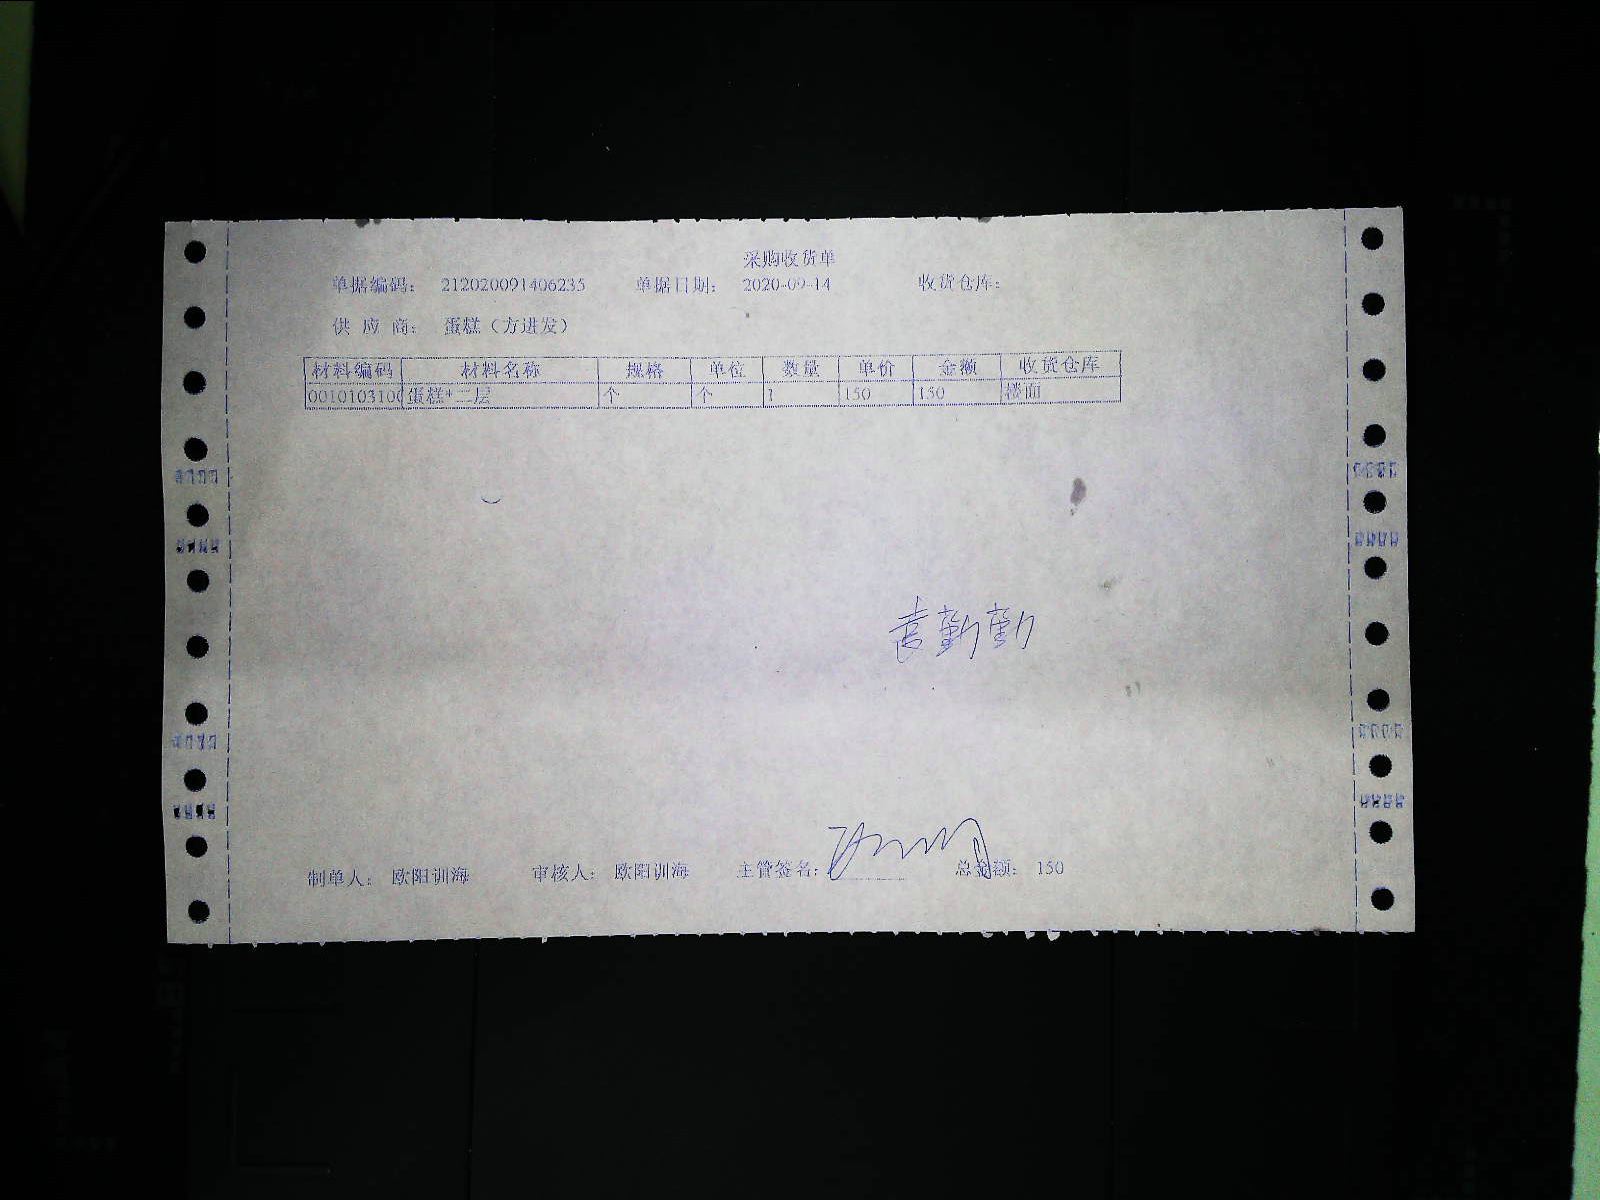 采购收货单
单据编码： 212020091406235 单据日期： 2020-09-14 收货仓库：
供 应 商： 蛋糕（方进发）
材料编码 材料名称 规格 单位 数量 单价 金额 收货仓库
0010103100 蛋糕*二层 个 个 1 150 150 楼面
袁勤勤
制单人： 欧阳训海 审核人： 欧阳训海 主管签名： 总金额： 150